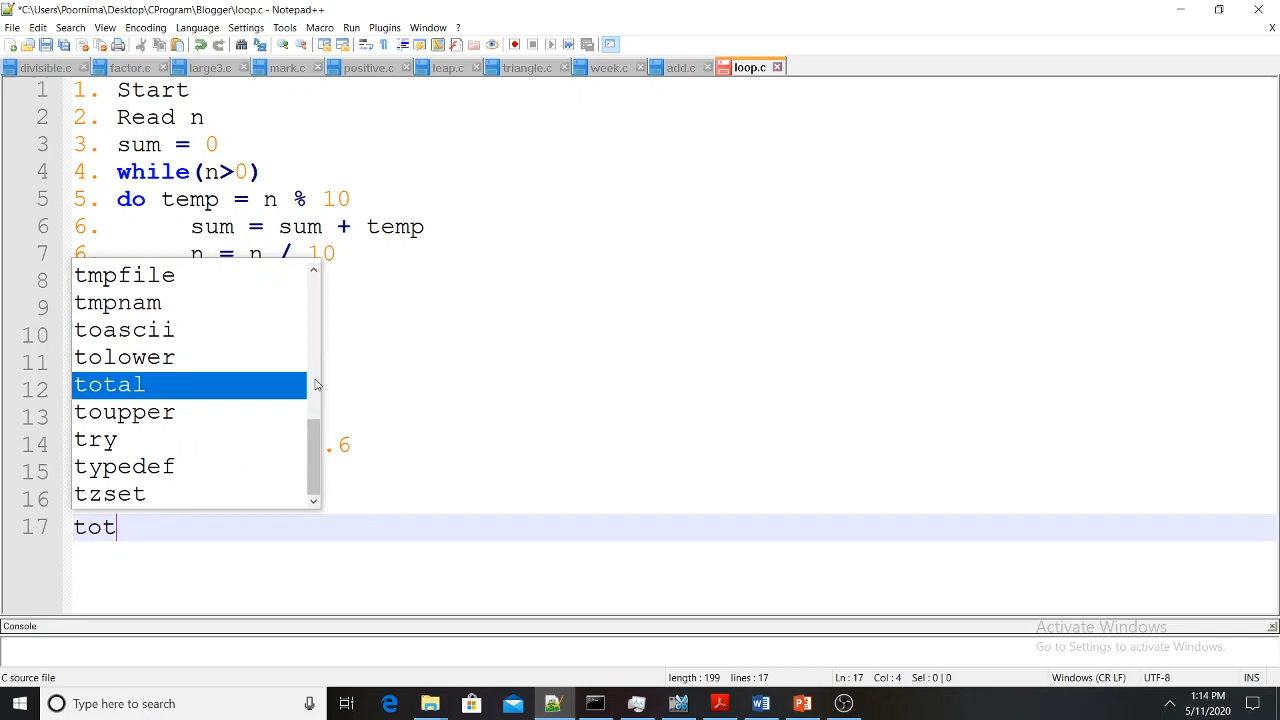 *C:\Users\Poornima\Desktop\CProgram\Blogger\loop.c - Notepad++
File Edit Search View Encoding Language Settings Tools Macro Run Plugins Window ? X
divisible.c factor.c large3.c mark.c positive.c leap.c triangle.c week.c add.c loop.c
1 1. Start
2 2. Read n
3 3. sum = 0
4 4. while(n>0)
5 5. do temp = n % 10
6 6. sum = sum + temp
7 6. n = n / 10
8 tmpfile
9 tmpnam
10 toascii
11 tolower
12 total
13 toupper
14 try .6
15 typedef
16 tzset
17 tot
Console
Activate Windows
Go to Settings to activate Windows.
C source file length : 199 lines : 17 Ln : 17 Col : 4 Sel : 0 | 0 Windows (CR LF) UTF-8 INS
Type here to search
1:14 PM
5/11/2020